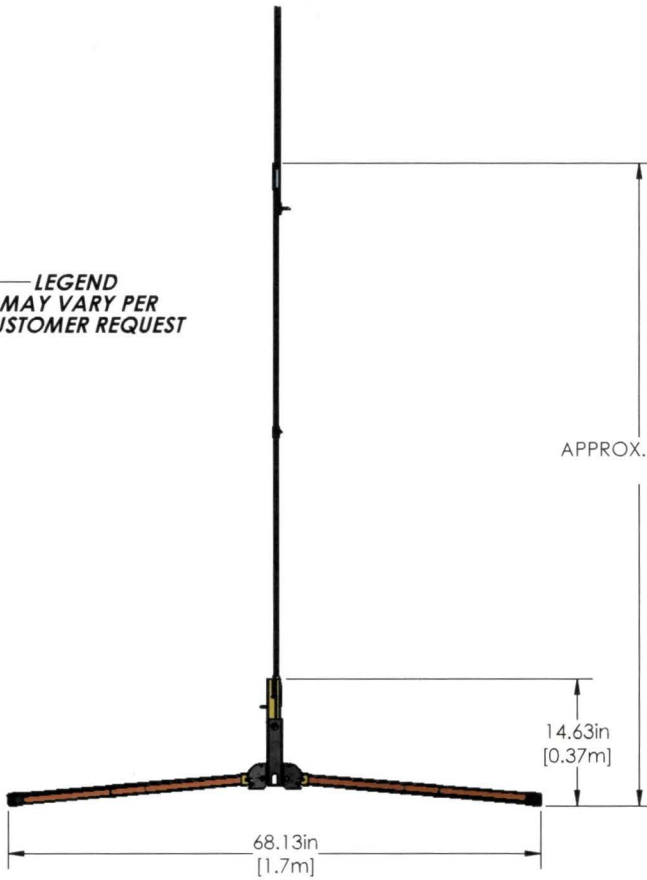 LEGEND
MAY VARY PER
USTOMER REQUEST
APPROX.
14.63in
[0.37m]
68.13in
[1.7m]